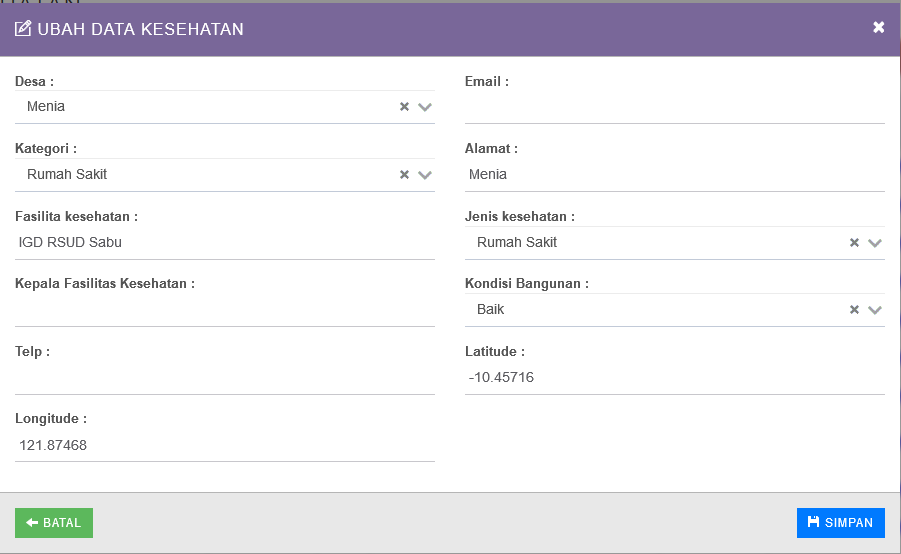 UBAH DATA KESEHATAN
Desa :
Menia
Email :
Kategori :
Rumah Sakit
Alamat :
Menia
Fasilita kesehatan :
IGD RSUD Sabu
Jenis kesehatan :
Rumah Sakit
Kepala Fasilitas Kesehatan :
Kondisi Bangunan :
Baik
Telp :
Latitude :
-10.45716
Longitude :
121.87468
BATAL
SIMPAN